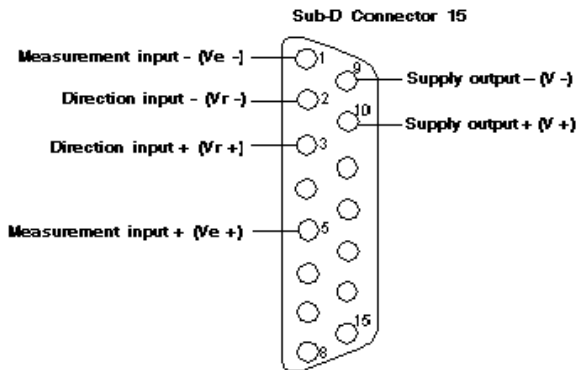 Sub-D Connector 15
Measurement input - (Ve -)
1
9
Supply output - (V -)
Direction input - (Vr -)
2
10
Supply output + (V +)
Direction input + (Vr +)
3
Measurement input + (Ve +)
5
15
8